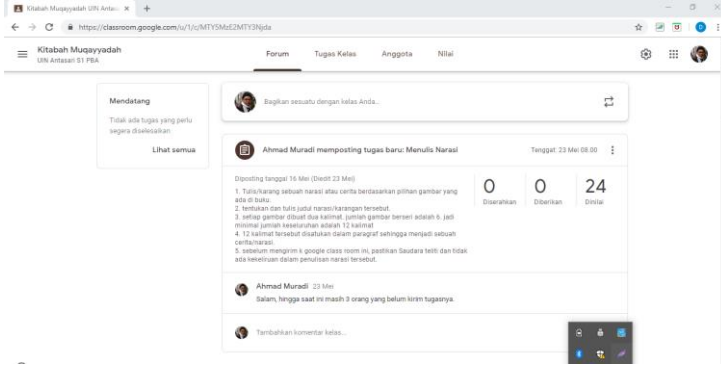 Kitabah Muqayyadah UIN Antas
https://classroom.google.com/u/1/c/MTY5MzE2MTY3Njda
Kitabah Muqayyadah
UIN Antasari S1 PBA
Forum
Tugas Kelas
Anggota
Nilai
Mendatang
Tidak ada tugas yang perlu
segera diselesaikan
Lihat semua
Bagikan sesuatu dengan kelas Anda...
Ahmad Muradi memposting tugas baru: Menulis Narasi
Tenggat: 23 Mei 08.00
Diposting tanggal 16 Mei (Diedit 23 Mei)
1. Tulis/karang sebuah narasi atau cerita berdasarkan pilihan gambar yang
ada di buku.
2. tentukan dan tulis judul narasi/karangan tersebut.
3. setiap gambar dibuat dua kalimat. jumlah gambar berseri adalah 6. jadi
minimal jumlah keseluruhan adalah 12 kalimat
4. 12 kalimat tersebut disatukan dalam paragraf sehingga menjadi sebuah
cerita/narasi.
5. sebelum mengirim k google class room ini, pastikan Saudara teliti dan tidak
ada kekeliruan dalam penulisan narasi tersebut.
0
Diserahkan
0
Diberikan
24
Dinilai
Ahmad Muradi 23 Mei
Salam, hingga saat ini masih 3 orang yang belum kirim tugasnya.
Tambahkan komentar kelas...